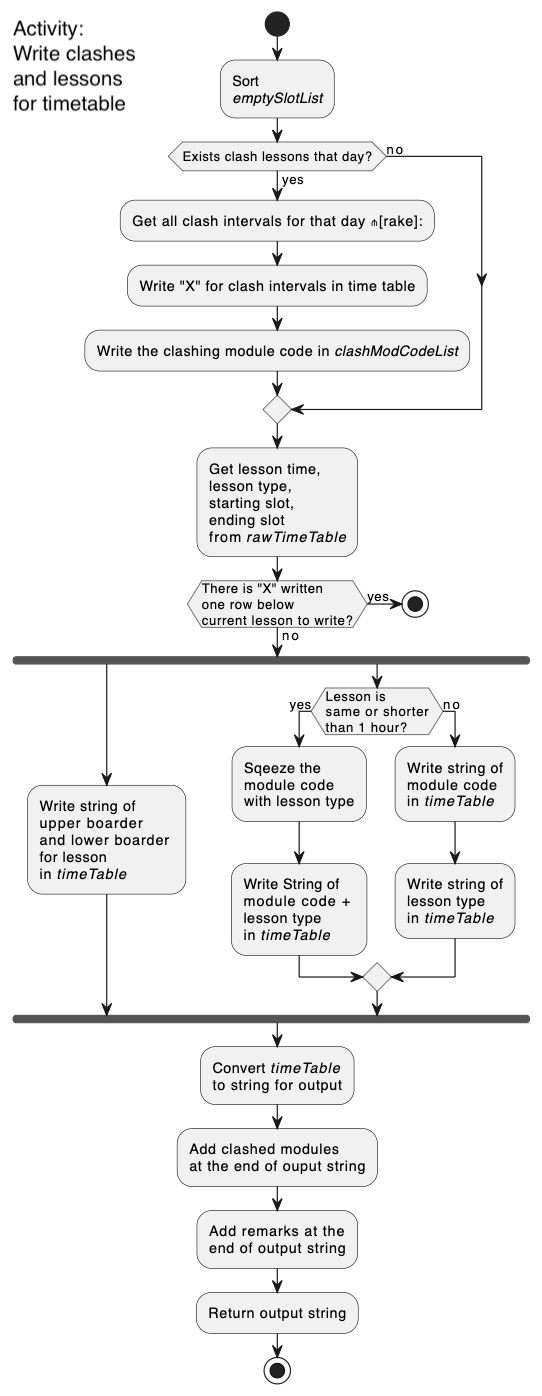 Activity:
Write clashes
and lessons
for timetable
Sort
emptySlotList
Exists clash lessons that day?
no
yes
Get all clash intervals for that day ⫛[rake]:
Write "X" for clash intervals in time table
Write the clashing module code in clashModCodeList
Get lesson time,
lesson type,
starting slot,
ending slot
from rawTimeTable
There is "X" written
one row below
current lesson to write?
yes
no
Lesson is
same or shorter
than 1 hour?
yes
no
Write string of
upper boarder
and lower boarder
for lesson
in timeTable
Sqeeze the
module code
with lesson type
Write string of
module code
in timeTable
Write String of
module code +
lesson type
in timeTable
Write string of
lesson type
in timeTable
Convert timeTable
to string for output
Add clashed modules
at the end of ouput string
Add remarks at the
end of output string
Return output string